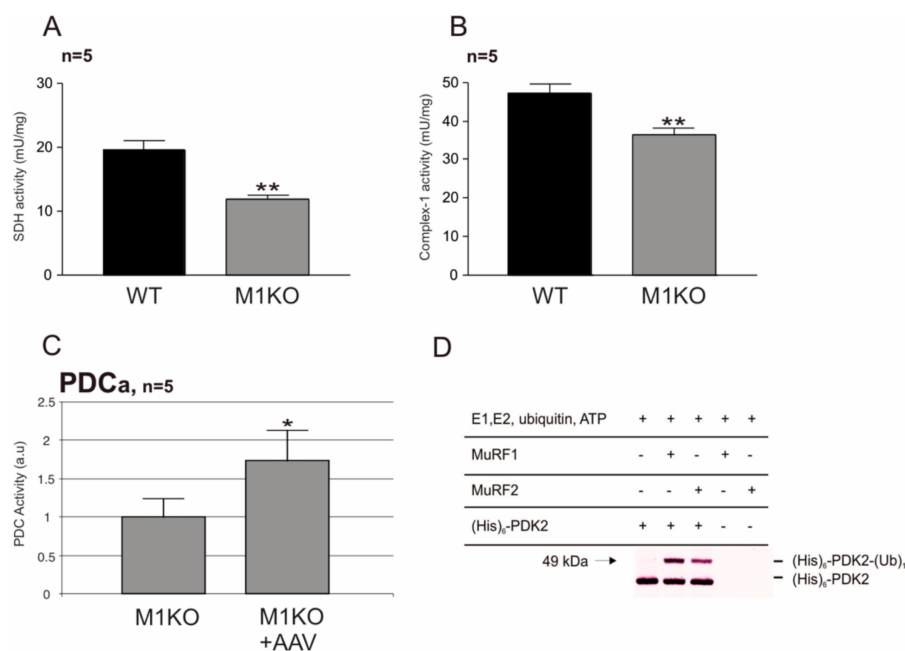 A
n=5
SDH activity (mU/mg)
30
20
10
0
**
WT
M1KO
B
n=5
Complex-1 activity (mU/mg)
50
40
30
20
10
0
**
WT
M1KO
C
PDCa, n=5
PDC Activity (a.u)
2.5
2
1.5
1
0.5
0
*
M1KO
M1KO
+AAV
D
E1,E2, ubiquitin, ATP + + + + +
MuRF1 - + - + -
MuRF2 - - + - +
(His)₆-PDK2 + + + - -
49 kDa
(His)₆-PDK2-(Ub)₁
(His)₆-PDK2